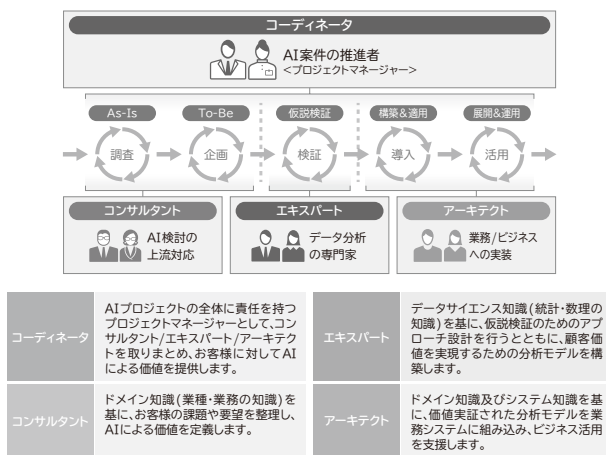 コーディネータ
AI案件の推進者
<プロジェクトマネージャー>
As-Is
To-Be
仮説検証
構築&適用
展開&運用
調査
企画
検証
導入
活用
コンサルタント
AI検討の
上流対応
エキスパート
データ分析
の専門家
アーキテクト
業務/ビジネス
への実装
コーディネータ
AIプロジェクトの全体に責任を持つ
プロジェクトマネージャーとして、コン
サルタント/エキスパート/アーキテク
トを取りまとめ、お客様に対してAI
による価値を提供します。
エキスパート
データサイエンス知識(統計・数理の
知識)を基に、仮説検証のためのアプ
ローチ設計を行うとともに、顧客価
値を実現するための分析モデルを構
築します。
コンサルタント
ドメイン知識(業種・業務の知識)を
基に、お客様の課題や要望を整理し、
AIによる価値を定義します。
アーキテクト
ドメイン知識及びシステム知識を基
に、価値実証された分析モデルを業
務システムに組み込み、ビジネス活用
を支援します。